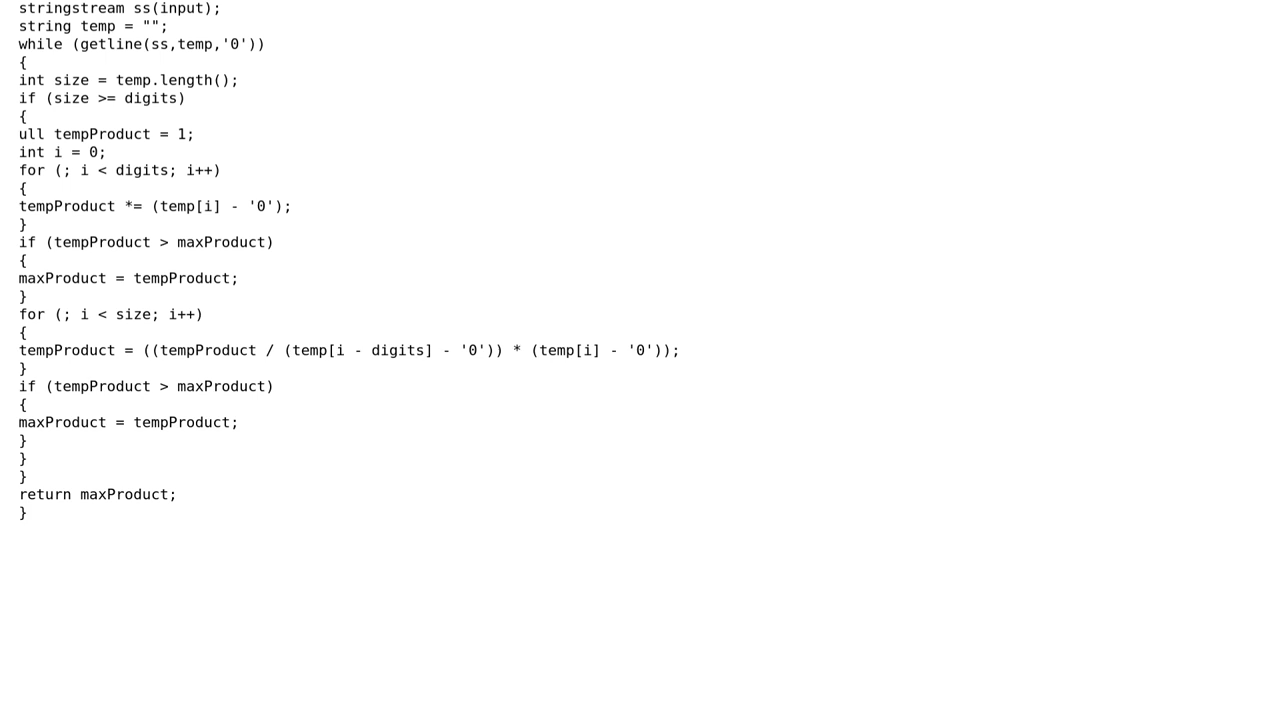 stringstream ss(input);
string temp = "";
while (getline(ss,temp,'0'))
{
int size = temp.length();
if (size >= digits)
{
ull tempProduct = 1;
int i = 0;
for (; i < digits; i++)
{
tempProduct *= (temp[i] - '0');
}
if (tempProduct > maxProduct)
{
maxProduct = tempProduct;
}
for (; i < size; i++)
{
tempProduct = ((tempProduct / (temp[i - digits] - '0')) * (temp[i] - '0'));
}
if (tempProduct > maxProduct)
{
maxProduct = tempProduct;
}
}
}
return maxProduct;
}